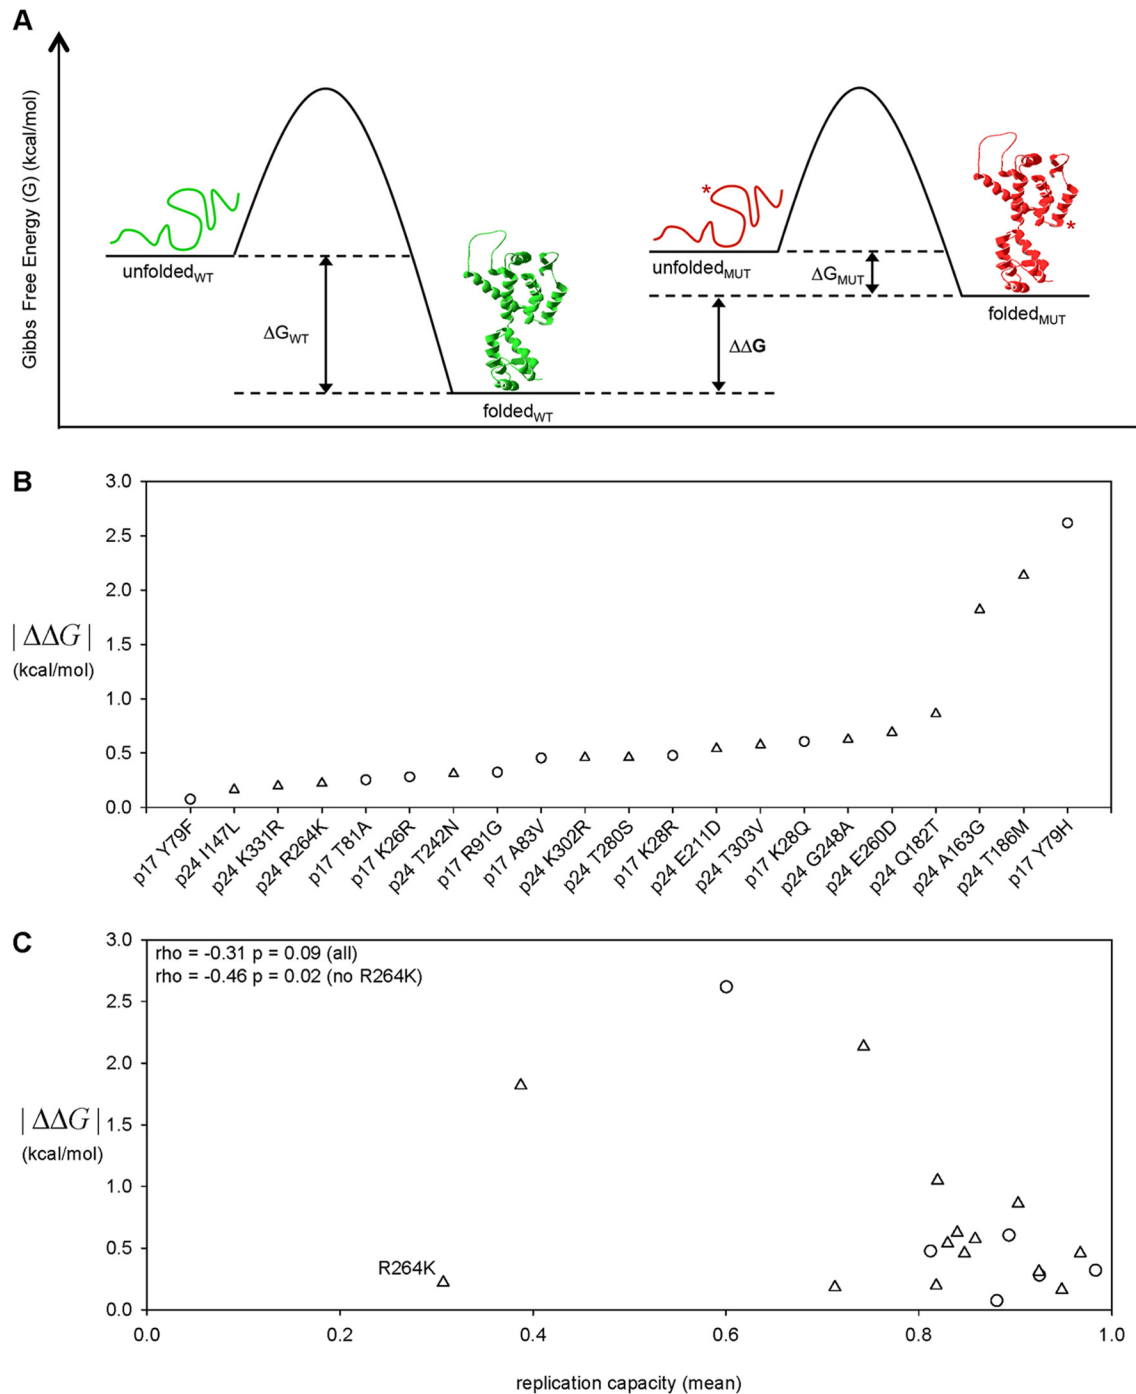 A
Gibbs Free Energy (G) (kcal/mol)
unfoldedWT
ΔGWT
foldedWT
*
unfoldedMUT
ΔGMUT
ΔΔG
*
foldedMUT
B
|ΔΔG|
(kcal/mol)
3.0
2.5
2.0
1.5
1.0
0.5
0.0
p17 Y79F
p24 I147L
p24 K331R
p24 R264K
p17 T81A
p17 K26R
p24 T242N
p17 R91G
p17 A83V
p24 K302R
p24 T280S
p17 K28R
p24 E211D
p24 T303V
p17 K28Q
p24 G248A
p24 E260D
p24 Q182T
p24 A163G
p24 T186M
p17 Y79H
C
rho = -0.31 p = 0.09 (all)
rho = -0.46 p = 0.02 (no R264K)
|ΔΔG|
(kcal/mol)
3.0
2.5
2.0
1.5
1.0
0.5
0.0
R264K
0.0 0.2 0.4 0.6 0.8 1.0
replication capacity (mean)